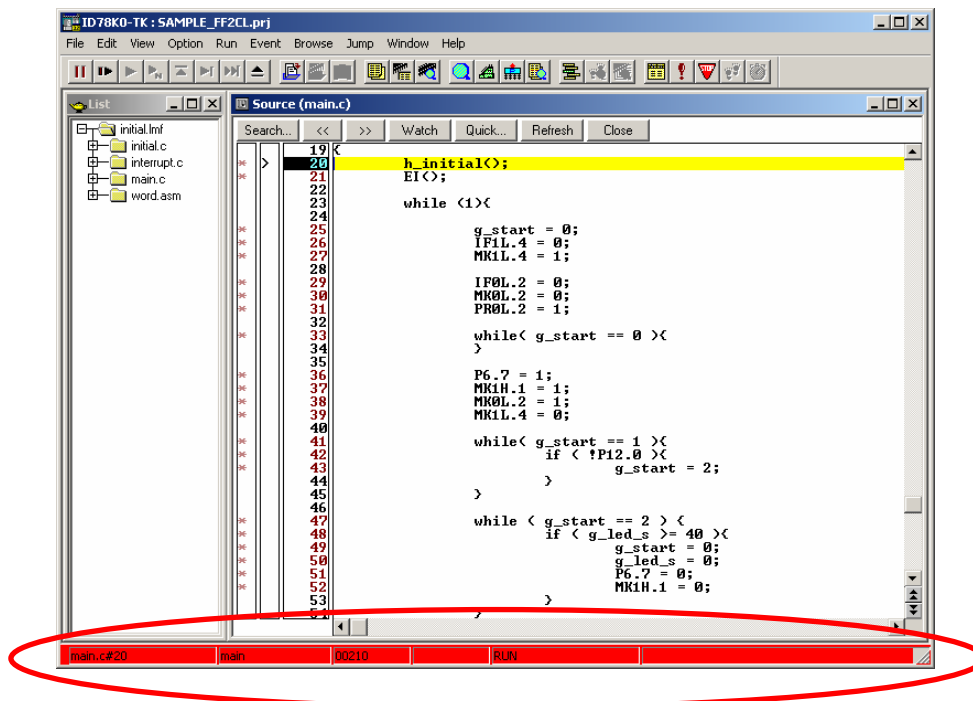 ID78K0-TK : SAMPLE_FF2CL.prj
File Edit View Option Run Event Browse Jump Window Help
List
Source (main.c)
initial.lmf
initial.c
interrupt.c
main.c
word.asm
Search... << >> Watch Quick... Refresh Close
19 {
* > 20 h_initial();
* 21 EI();
22
23 while (1){
24
* 25 g_start = 0;
* 26 IF1L.4 = 0;
* 27 MK1L.4 = 1;
28
* 29 IF0L.2 = 0;
* 30 MK0L.2 = 0;
* 31 PR0L.2 = 1;
32
* 33 while( g_start == 0 ){
34 }
35
* 36 P6.7 = 1;
* 37 MK1H.1 = 1;
* 38 MK0L.2 = 1;
* 39 MK1L.4 = 0;
40
* 41 while( g_start == 1 ){
* 42 if ( !P12.0 ){
* 43 g_start = 2;
44 }
45 }
46
* 47 while ( g_start == 2 ) {
* 48 if ( g_led_s >= 40 ){
* 49 g_start = 0;
* 50 g_led_s = 0;
* 51 P6.7 = 0;
* 52 MK1H.1 = 0;
53 }
54 }
main.c#20 main 00210 RUN